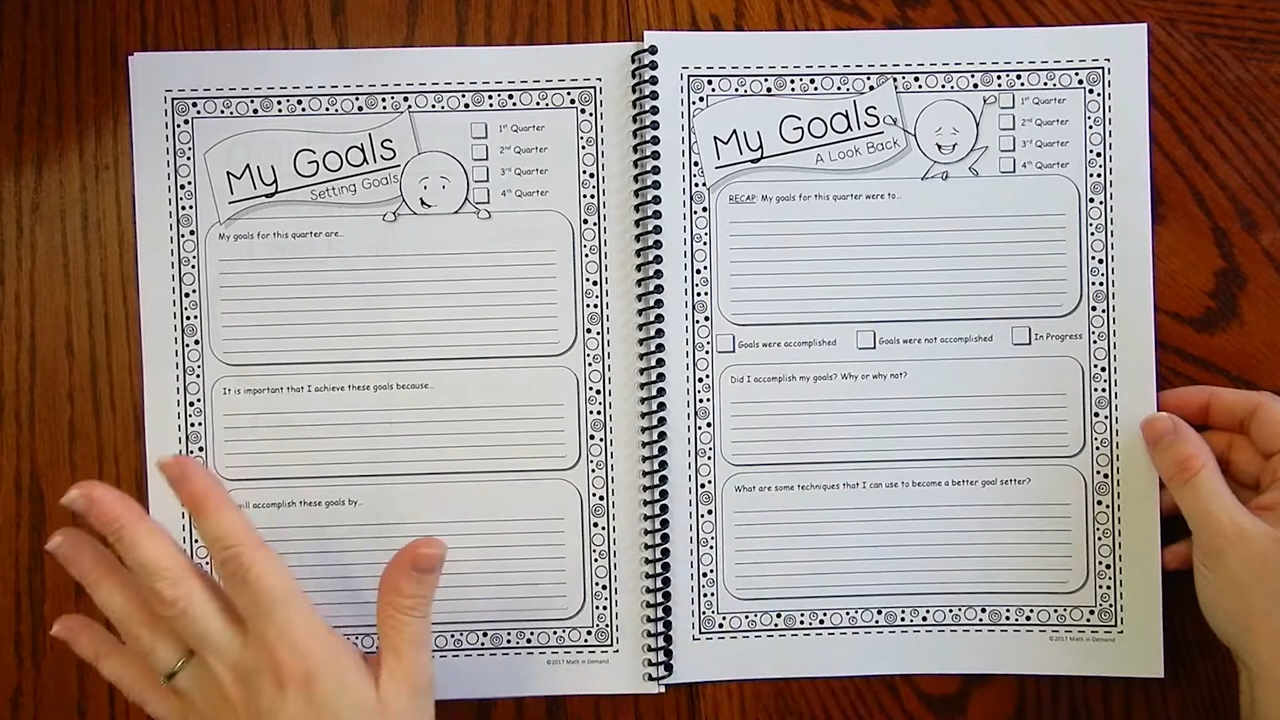 My Goals
Setting Goals
1st Quarter
2nd Quarter
3rd Quarter
4th Quarter
My goals for this quarter are…
It is important that I achieve these goals because…
accomplish these goals by…
©2017 Math in Demand
My Goals
A Look Back
1st Quarter
2nd Quarter
3rd Quarter
4th Quarter
RECAP: My goals for this quarter were to…
Goals were accomplished
Goals were not accomplished
In Progress
Did I accomplish my goals? Why or why not?
What are some techniques that I can use to become a better goal setter?
©2017 Math in Demand